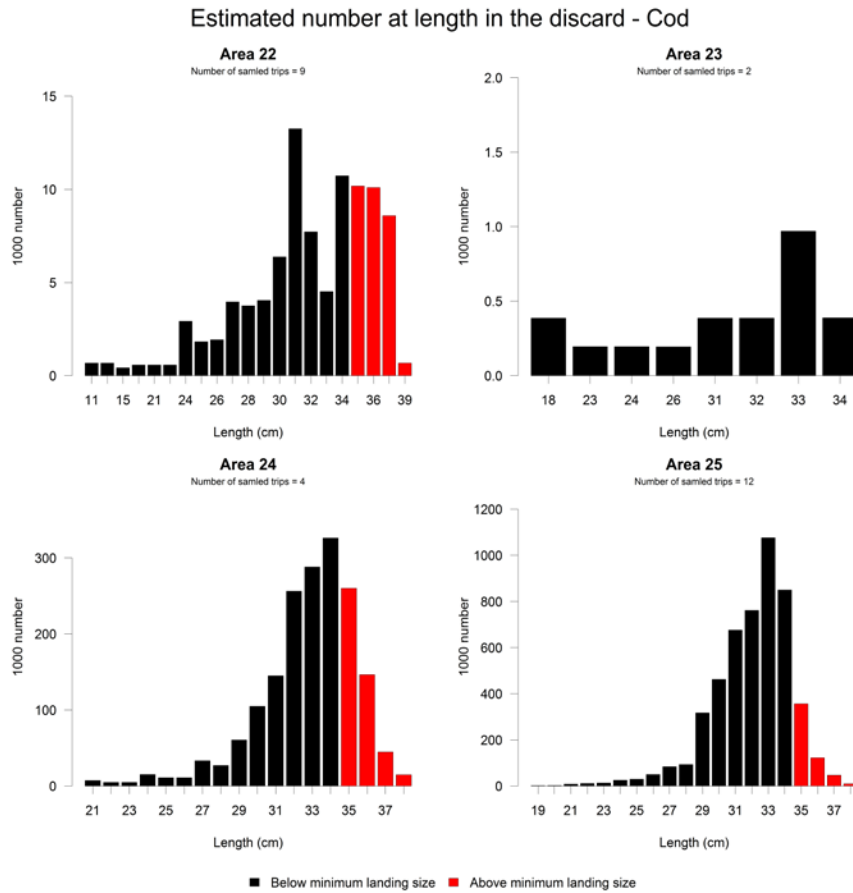 Estimated number at length in the discard - Cod
Area 22
Number of samled trips = 9
15
10
5
0
1000 number
11 15 21 24 26 28 30 32 34 36 39
Length (cm)
Area 23
Number of samled trips = 2
2.0
1.5
1.0
0.5
0.0
1000 number
18 23 24 26 31 32 33 34
Length (cm)
Area 24
Number of samled trips = 4
300
200
100
0
1000 number
21 23 25 27 29 31 33 35 37
Length (cm)
Area 25
Number of samled trips = 12
1200
1000
800
600
400
200
0
1000 number
19 21 23 25 27 29 31 33 35 37
Length (cm)
Below minimum landing size Above minimum landing size